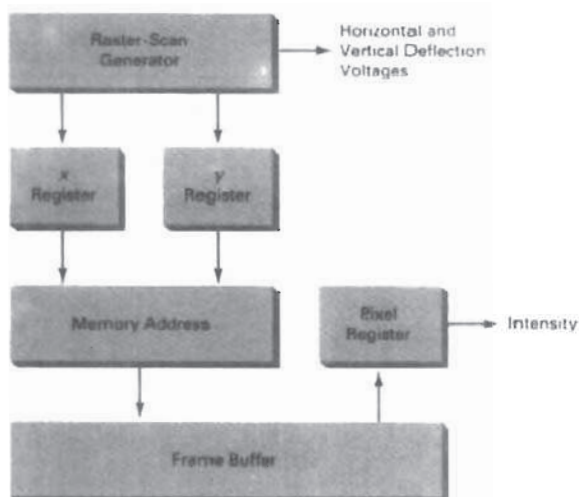 Raster-Scan
Generator
Horizontal and
Vertical Deflection
Voltages
x
Register
y
Register
Memory Address
Pixel
Register
Intensity
Frame Buffer